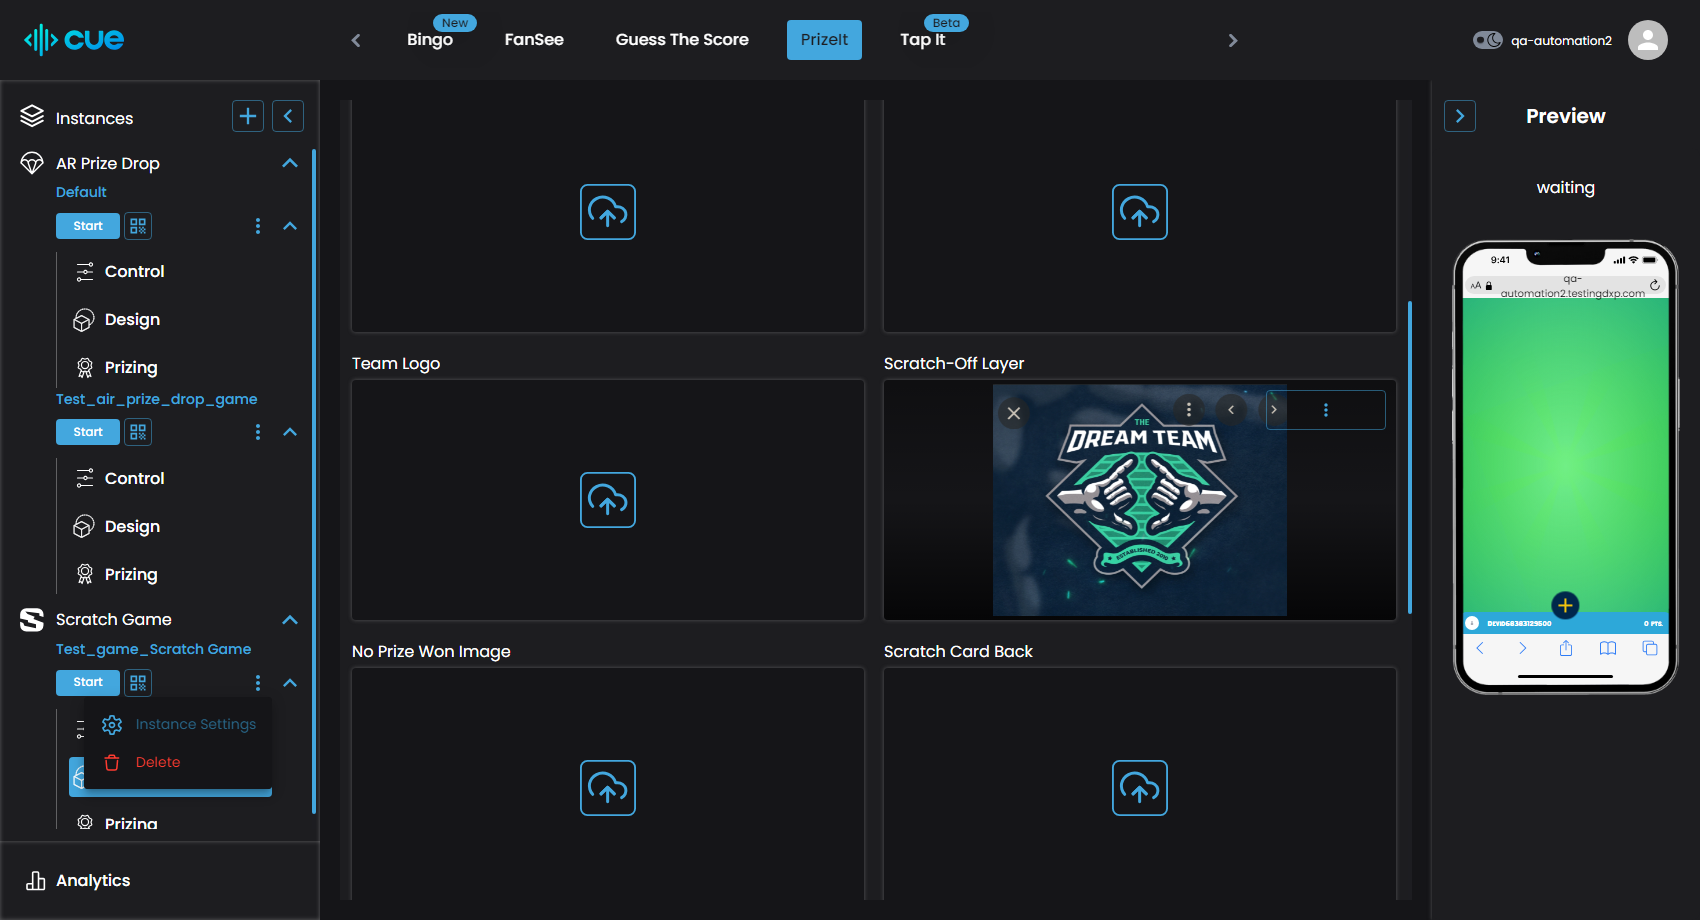 cue
New
Beta
Bingo
FanSee
Guess The Score
PrizeIt
Tap It
qa-automation2
Instances
AR Prize Drop
Default
Start
Control
Design
Prizing
Test_air_prize_drop_game
Start
Control
Design
Prizing
Scratch Game
Test_game_Scratch Game
Start
Instance Settings
Delete
Prizing
Analytics
Team Logo
Scratch-Off Layer
THE
DREAM TEAM
ESTABLISHED 2010
No Prize Won Image
Scratch Card Back
Preview
waiting
9:41
AA
qa-
automation2.testingdxp.com
0 PTS.